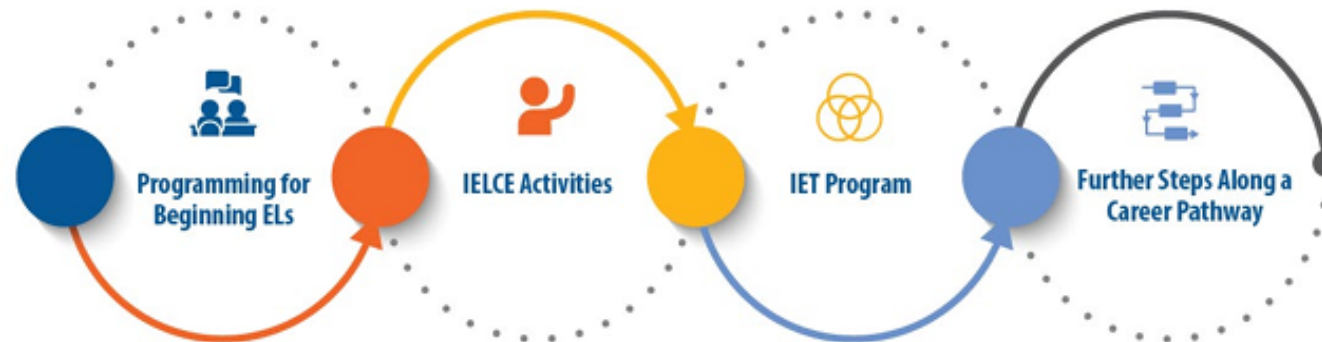 Programming for
Beginning ELs
IELCE Activities
IET Program
Further Steps Along a
Career Pathway